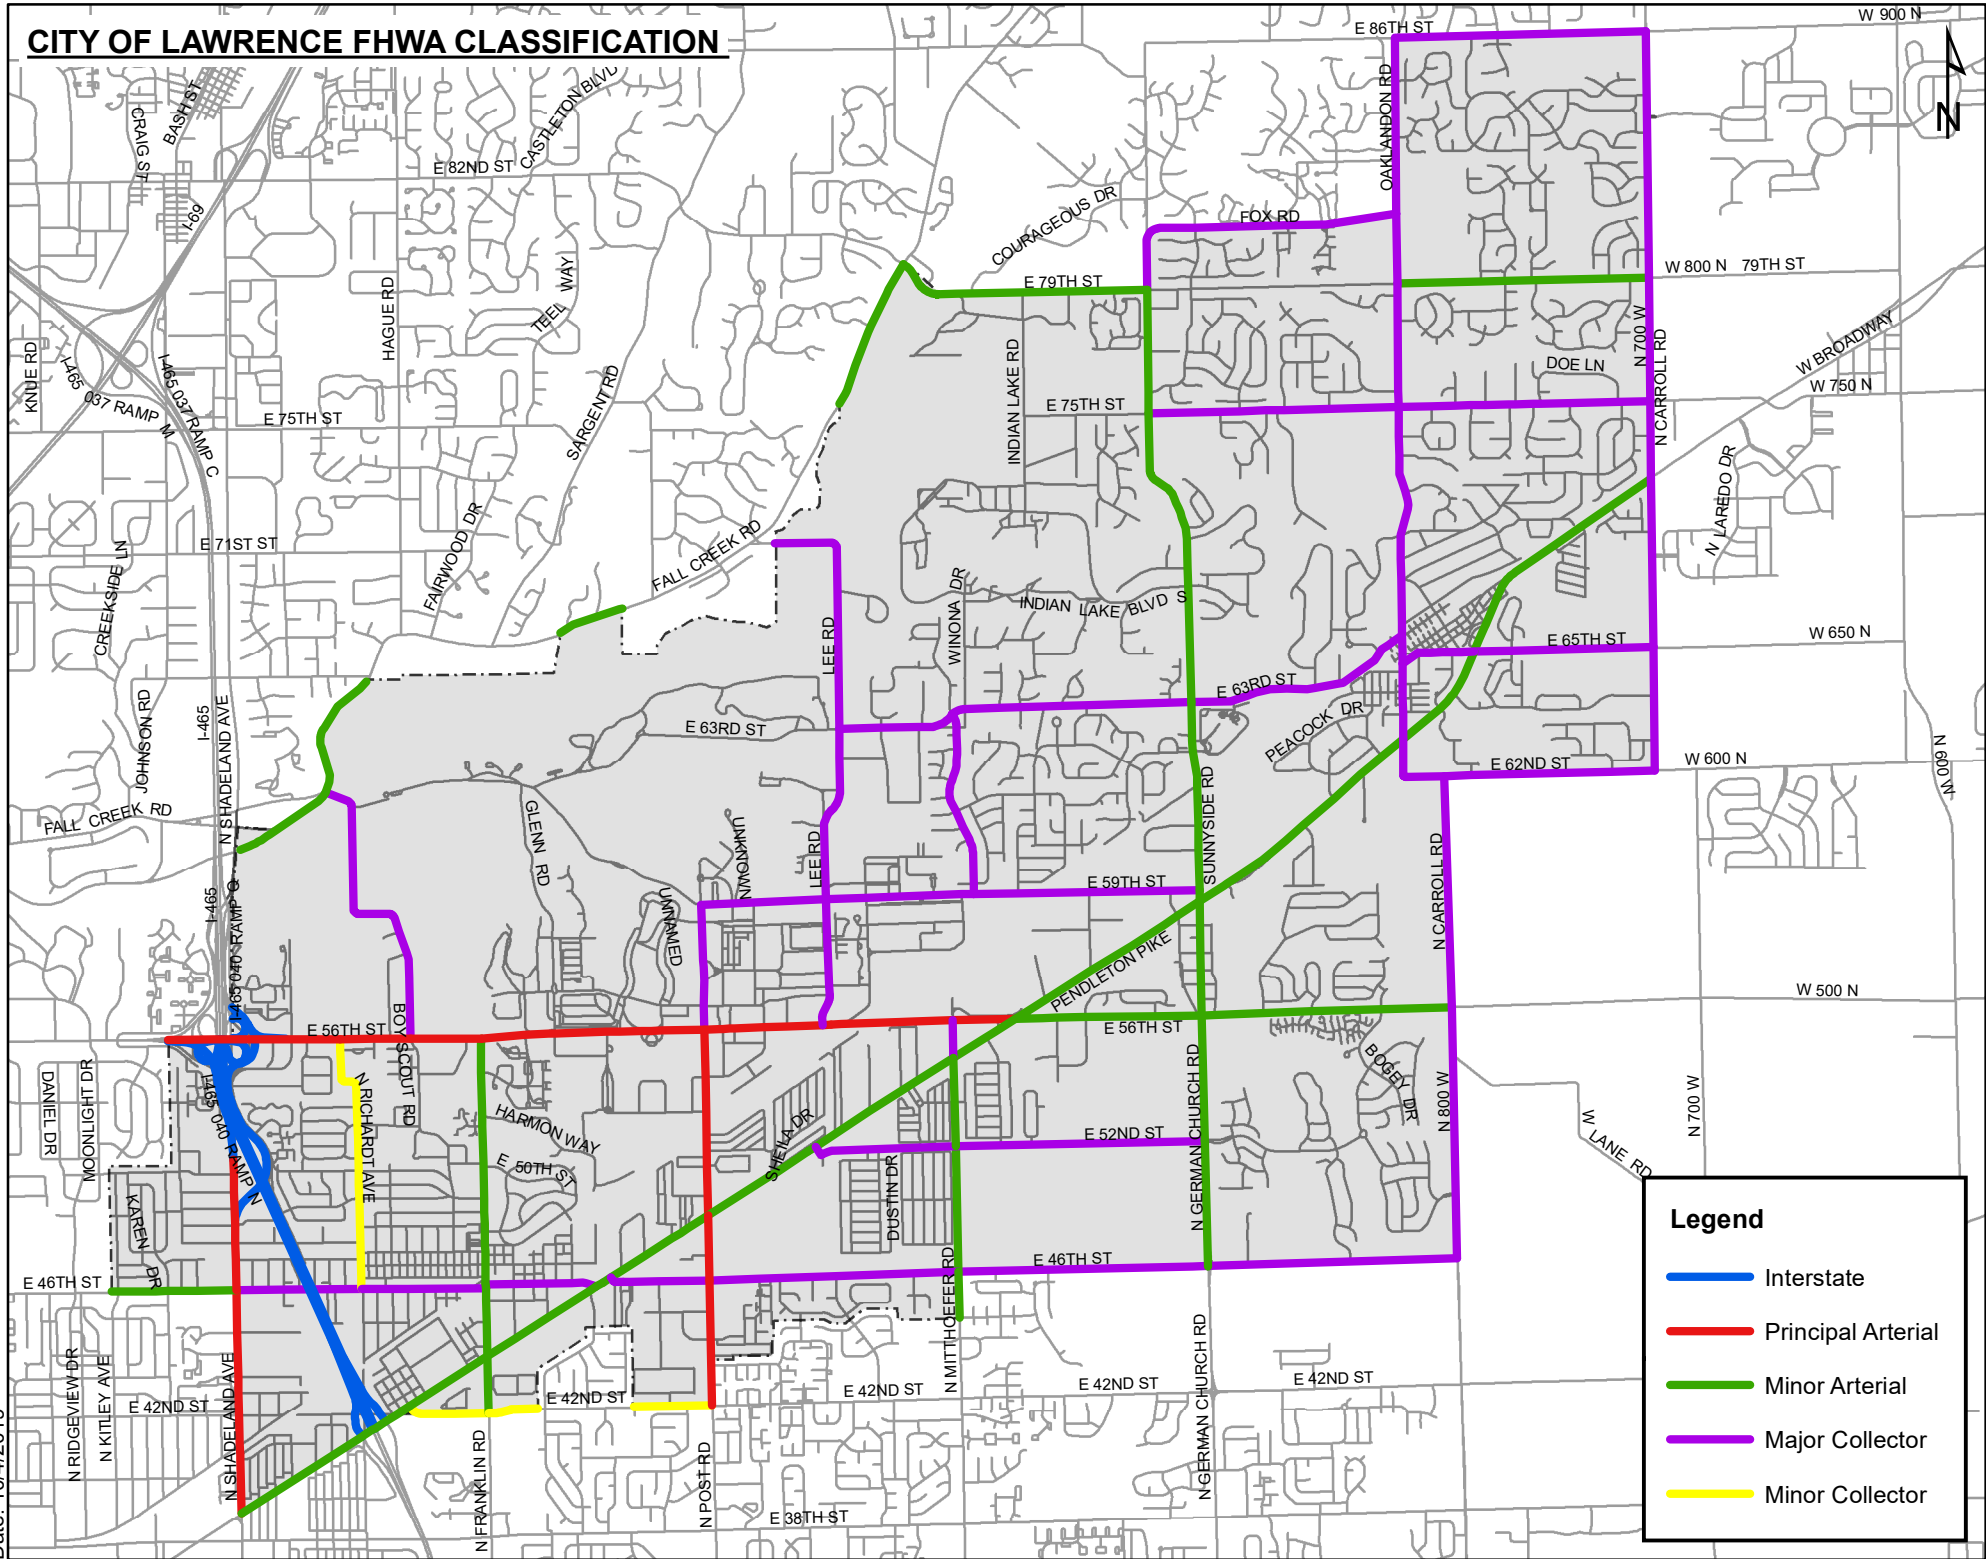 CITY OF LAWRENCE FHWA CLASSIFICATION
E 86TH ST
W 900 N
N
CRAIG ST
BASH ST
CASTLETON BLVD
OAKLANDON RD
E 82ND ST
I-69
COURAGEOUS DR
FOX RD
HAGUE RD
TEEL WAY
E 79TH ST
W 800 N
79TH ST
KNUE RD
I-465
037 RAMP M
I-465 037 RAMP C
E 75TH ST
SARGENT RD
INDIAN LAKE RD
E 75TH ST
DOE LN
N 700 W
N CARROLL RD
W BROADWAY
W 750 N
N LAREDO DR
E 71ST ST
FAIRWOOD DR
FALL CREEK RD
CREEKSIDE LN
WINONA DR
INDIAN LAKE BLVD S
LEE RD
E 65TH ST
W 650 N
JOHNSON RD
I-465
N SHADELAND AVE
E 63RD ST
E 63RD ST
PEACOCK DR
E 62ND ST
W 600 N
N 600 W
FALL CREEK RD
GLENN RD
UNKNOWN
LEE RD
SUNNYSIDE RD
N CARROLL RD
E 59TH ST
I-465
I-465 040 RAMP Q
UNNAMED
PENDLETON PIKE
W 500 N
E 56TH ST
E 56TH ST
BOY SCOUT RD
DANIEL DR
MOONLIGHT DR
I-465 040 RAMP N
N RICHARDT AVE
HARMON WAY
E 50TH ST
SHEILA DR
DUSTIN DR
E 52ND ST
N GERMAN CHURCH RD
BOGEY DR
N 800 W
N 700 W
W LANE RD
KAREN DR
E 46TH ST
E 46TH ST
N MITTHOEFER RD
N RIDGEVIEW DR
N KITLEY AVE
E 42ND ST
N SHADELAND AVE
E 42ND ST
E 42ND ST
E 42ND ST
E 42ND ST
N FRANKLIN RD
N POST RD
E 38TH ST
N GERMAN CHURCH RD
Legend
Interstate
Principal Arterial
Minor Arterial
Major Collector
Minor Collector